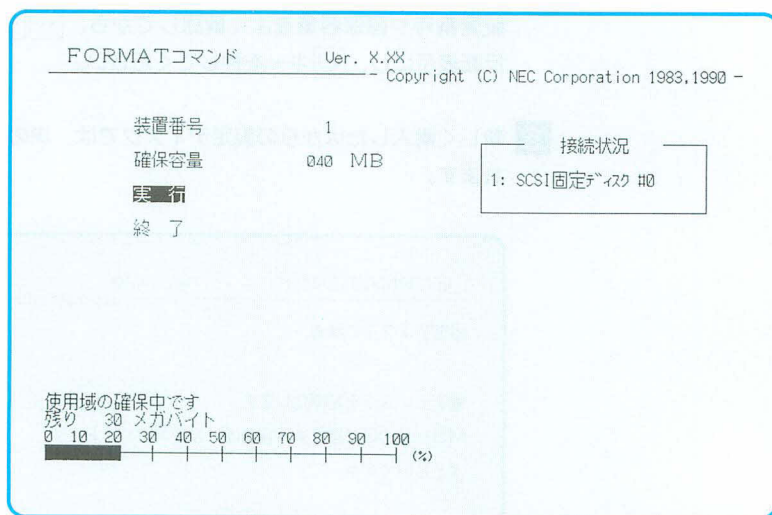 FORMATコマンド Ver. X.XX
Copyright (C) NEC Corporation 1983,1990
装置番号 1
確保容量 040 MB
実 行
終 了
接続状況
1: SCSI固定ﾃﾞｨｽｸ #0
使用域の確保中です
残り 30 メガバイト
0 10 20 30 40 50 60 70 80 90 100
(%)